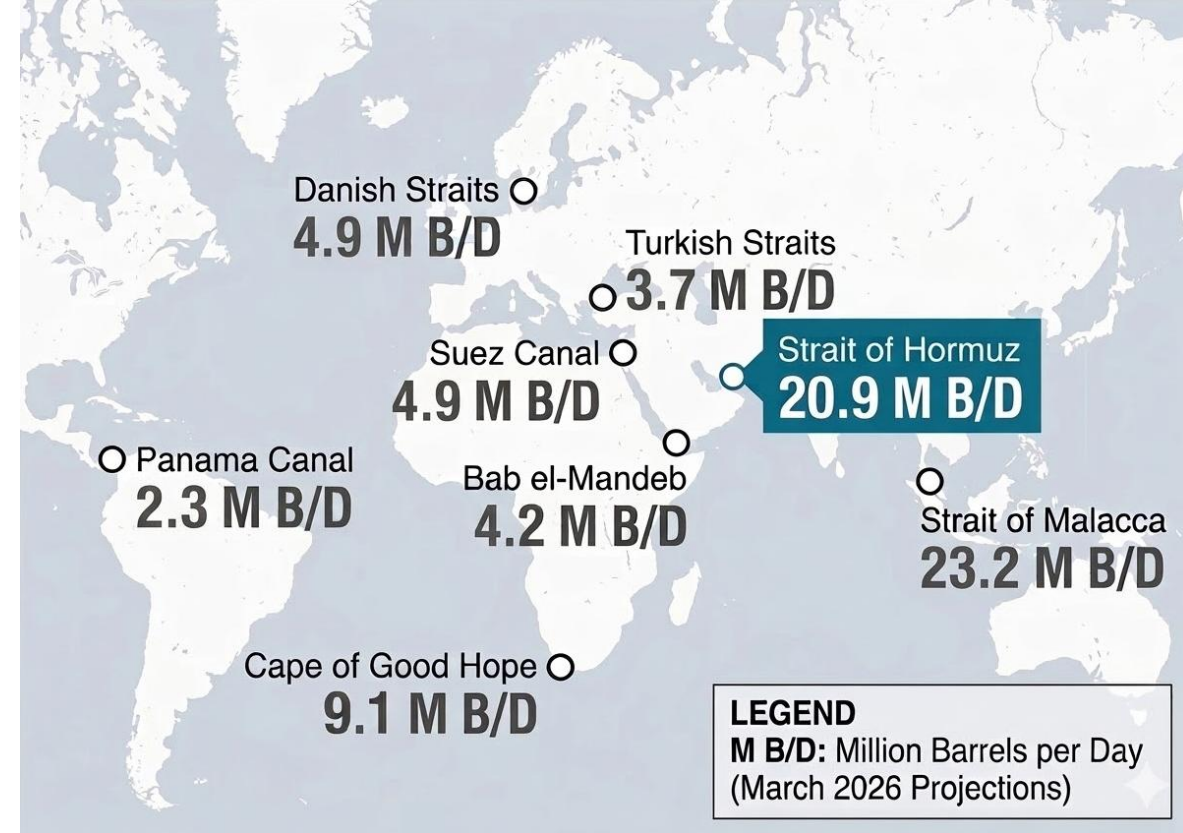 Danish Straits
4.9 M B/D
Turkish Straits
3.7 M B/D
Suez Canal
4.9 M B/D
Strait of Hormuz
20.9 M B/D
Panama Canal
2.3 M B/D
Bab el-Mandeb
4.2 M B/D
Strait of Malacca
23.2 M B/D
Cape of Good Hope
9.1 M B/D
LEGEND
M B/D: Million Barrels per Day
(March 2026 Projections)